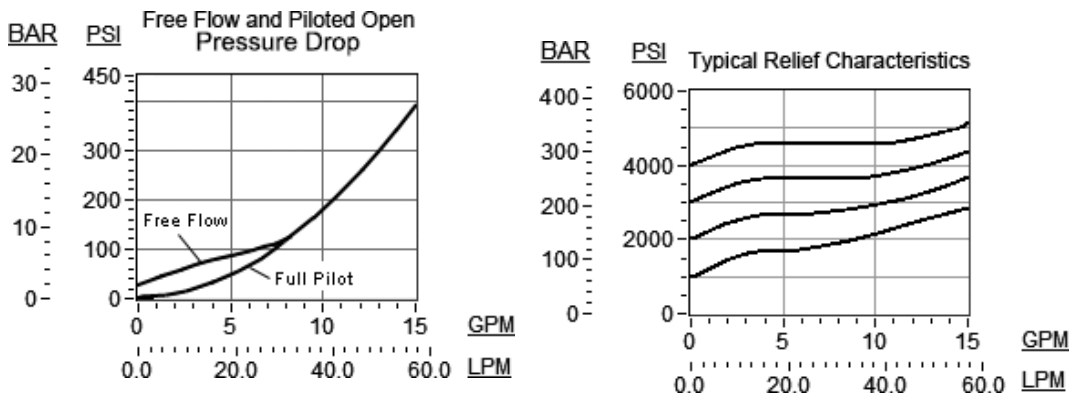 Free Flow and Piloted Open
Pressure Drop
BAR PSI
30 450
20 300
200
10 100
0 0
Free Flow
Full Pilot
0 5 10 15 GPM
0.0 20.0 40.0 60.0 LPM
BAR PSI Typical Relief Characteristics
400 6000
300 4000
200 2000
100
0 0
0 5 10 15 GPM
0.0 20.0 40.0 60.0 LPM